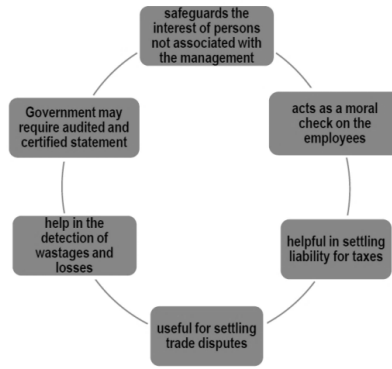 safeguards the
interest of persons
not associated with
the management
acts as a moral
check on the
employees
helpful in settling
liability for taxes
useful for settling
trade disputes
help in the
detection of
wastages and
losses
Government may
require audited and
certified statement